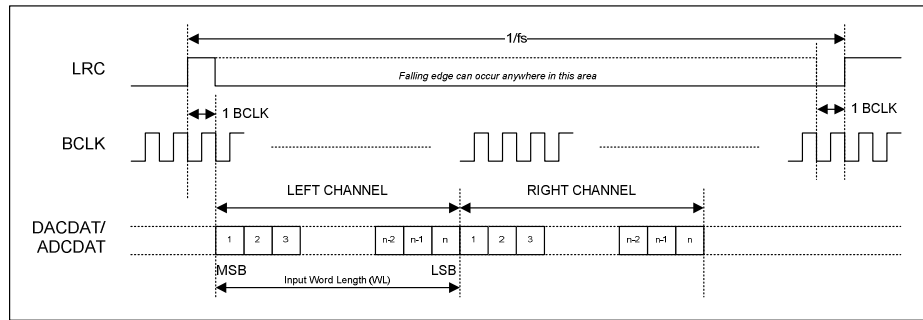 1/fs
LRC
Falling edge can occur anywhere in this area
1 BCLK
1 BCLK
BCLK
LEFT CHANNEL
RIGHT CHANNEL
DACDAT/
ADCDAT
1 2 3 n-2 n-1 n 1 2 3 n-2 n-1 n
MSB LSB
Input Word Length (WL)